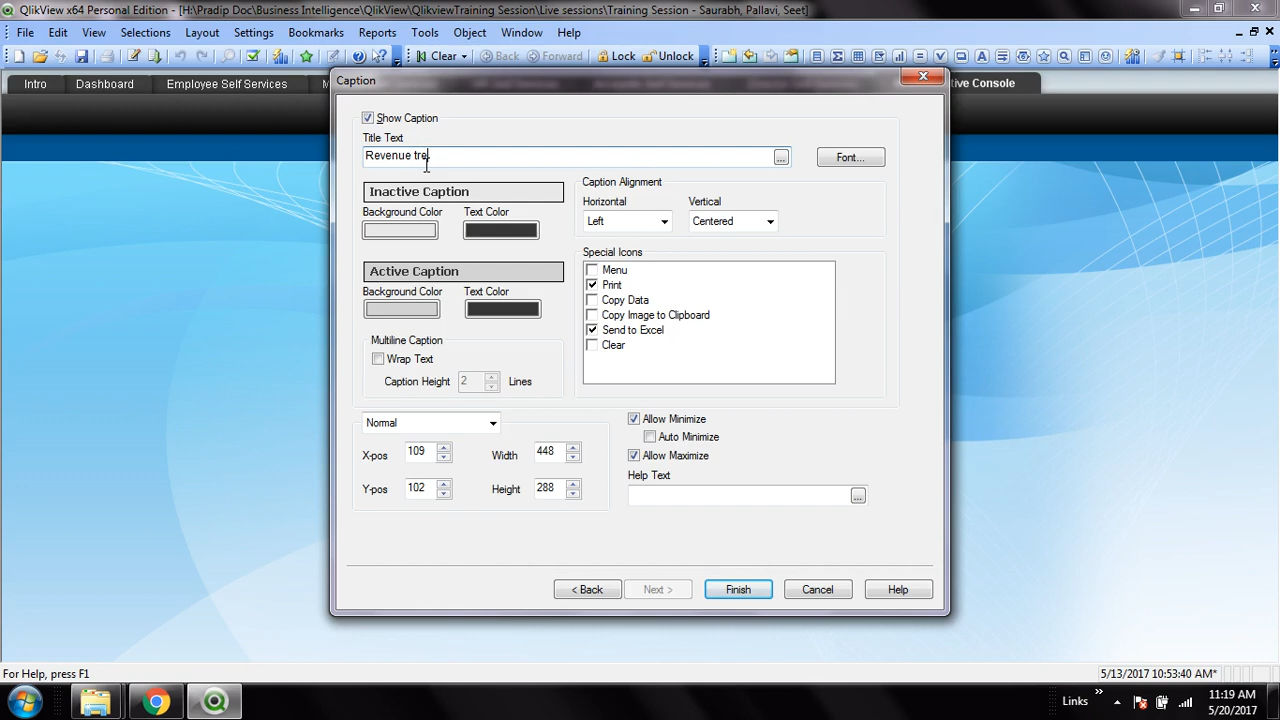 QlikView x64 Personal Edition - [H:\Pradip Doc\Business Intelligence\QlikView\QlikviewTraining Session\Live sessions\Training Session - Saurabh, Pallavi, Seet]
File Edit View Selections Layout Settings Bookmarks Reports Tools Object Window Help
Clear Back Forward Lock Unlock
Intro Dashboard Employee Self Services M tive Console
Caption
Show Caption
Title Text
Revenue tre
...
Font...
Inactive Caption
Background Color Text Color
Active Caption
Background Color Text Color
Multiline Caption
Wrap Text
Caption Height 2 Lines
Caption Alignment
Horizontal Vertical
Left Centered
Special Icons
Menu
Print
Copy Data
Copy Image to Clipboard
Send to Excel
Clear
Normal
X-pos 109 Width 448
Y-pos 102 Height 288
Allow Minimize
Auto Minimize
Allow Maximize
Help Text
...
< Back Next > Finish Cancel Help
For Help, press F1
5/13/2017 10:53:40 AM*
Links »
11:19 AM
5/20/2017